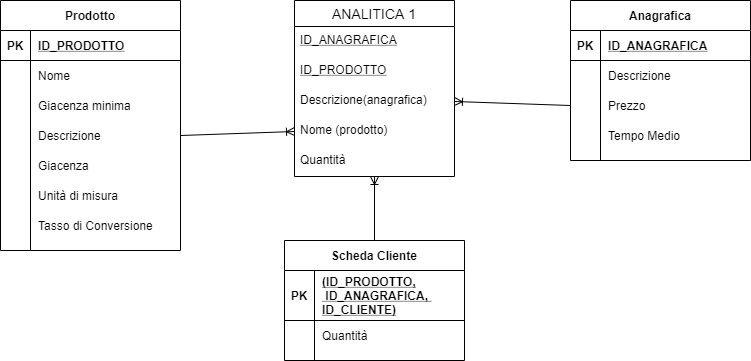 Prodotto
PK ID_PRODOTTO
Nome
Giacenza minima
Descrizione
Giacenza
Unità di misura
Tasso di Conversione
ANALITICA 1
ID_ANAGRAFICA
ID_PRODOTTO
Descrizione(anagrafica)
Nome (prodotto)
Quantità
Anagrafica
PK ID_ANAGRAFICA
Descrizione
Prezzo
Tempo Medio
Scheda Cliente
PK (ID_PRODOTTO,
ID_ANAGRAFICA,
ID_CLIENTE)
Quantità